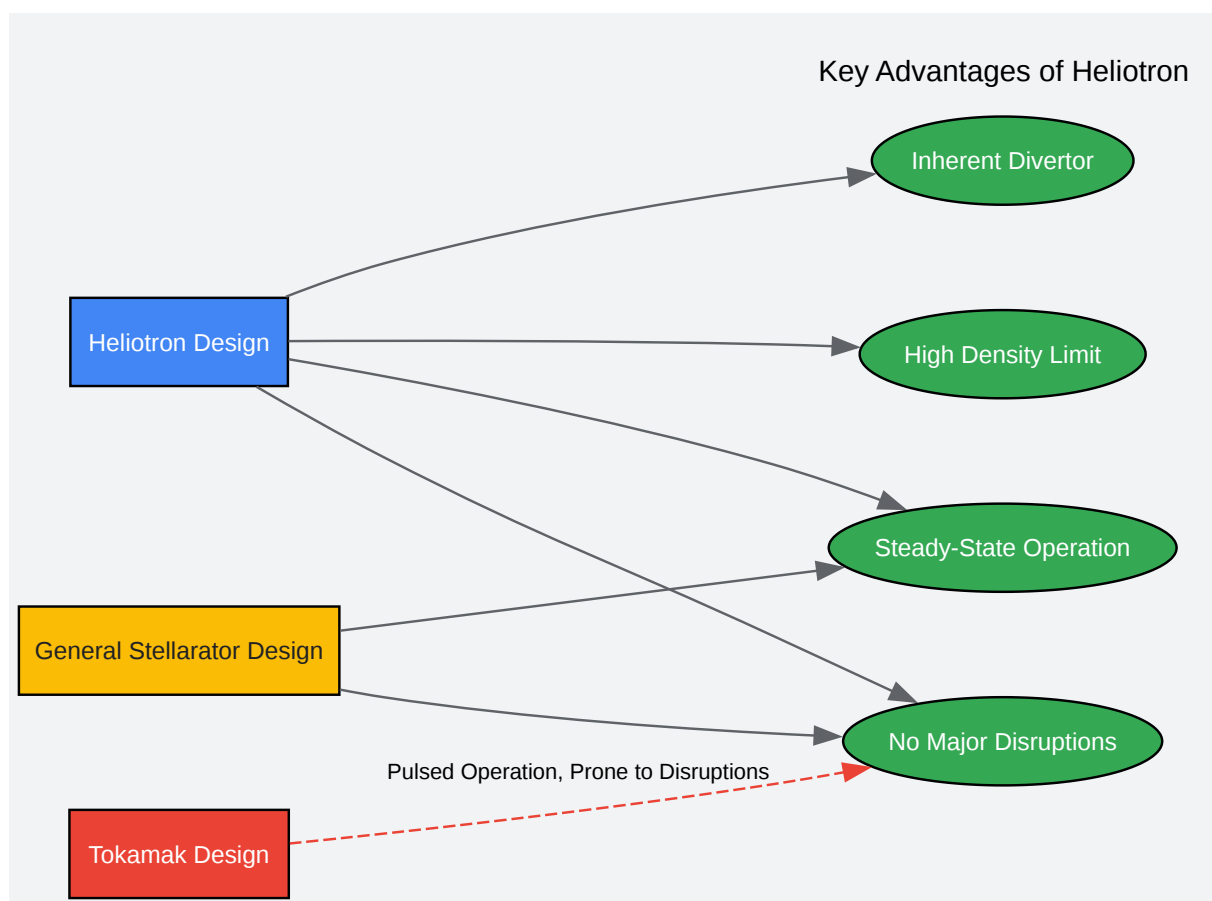 Key Advantages of Heliotron
Inherent Divertor
Heliotron Design
High Density Limit
Steady-State Operation
General Stellarator Design
No Major Disruptions
Pulsed Operation, Prone to Disruptions
Tokamak Design